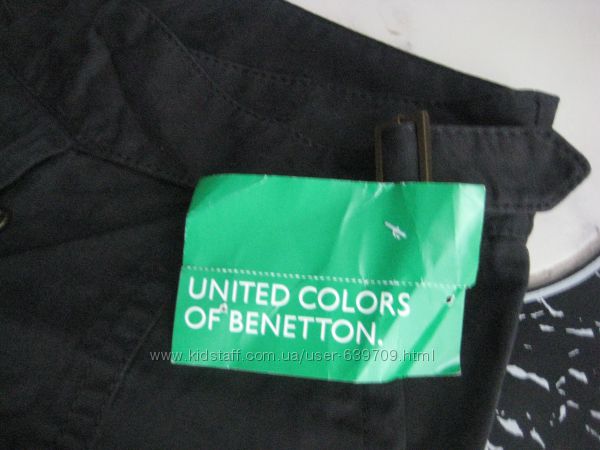 UNITED COLORS
OF BENETTON.
www.kidstaff.com.ua/user-639709.html